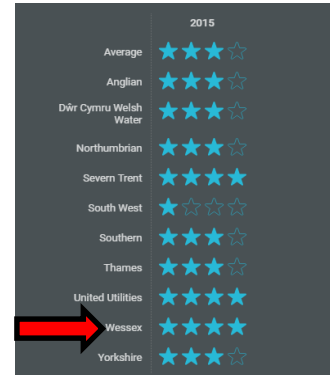 2015
Average
Anglian
Dŵr Cymru Welsh
Water
Northumbrian
Severn Trent
South West
Southern
Thames
United Utilities
Wessex
Yorkshire